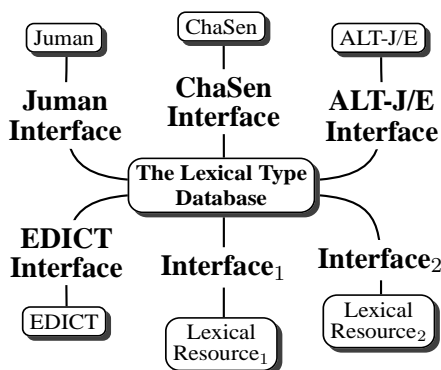 Juman
ChaSen
ALT-J/E
Juman
Interface
ChaSen
Interface
ALT-J/E
Interface
The Lexical Type
Database
EDICT
Interface
Interface₁
Interface₂
EDICT
Lexical
Resource₁
Lexical
Resource₂